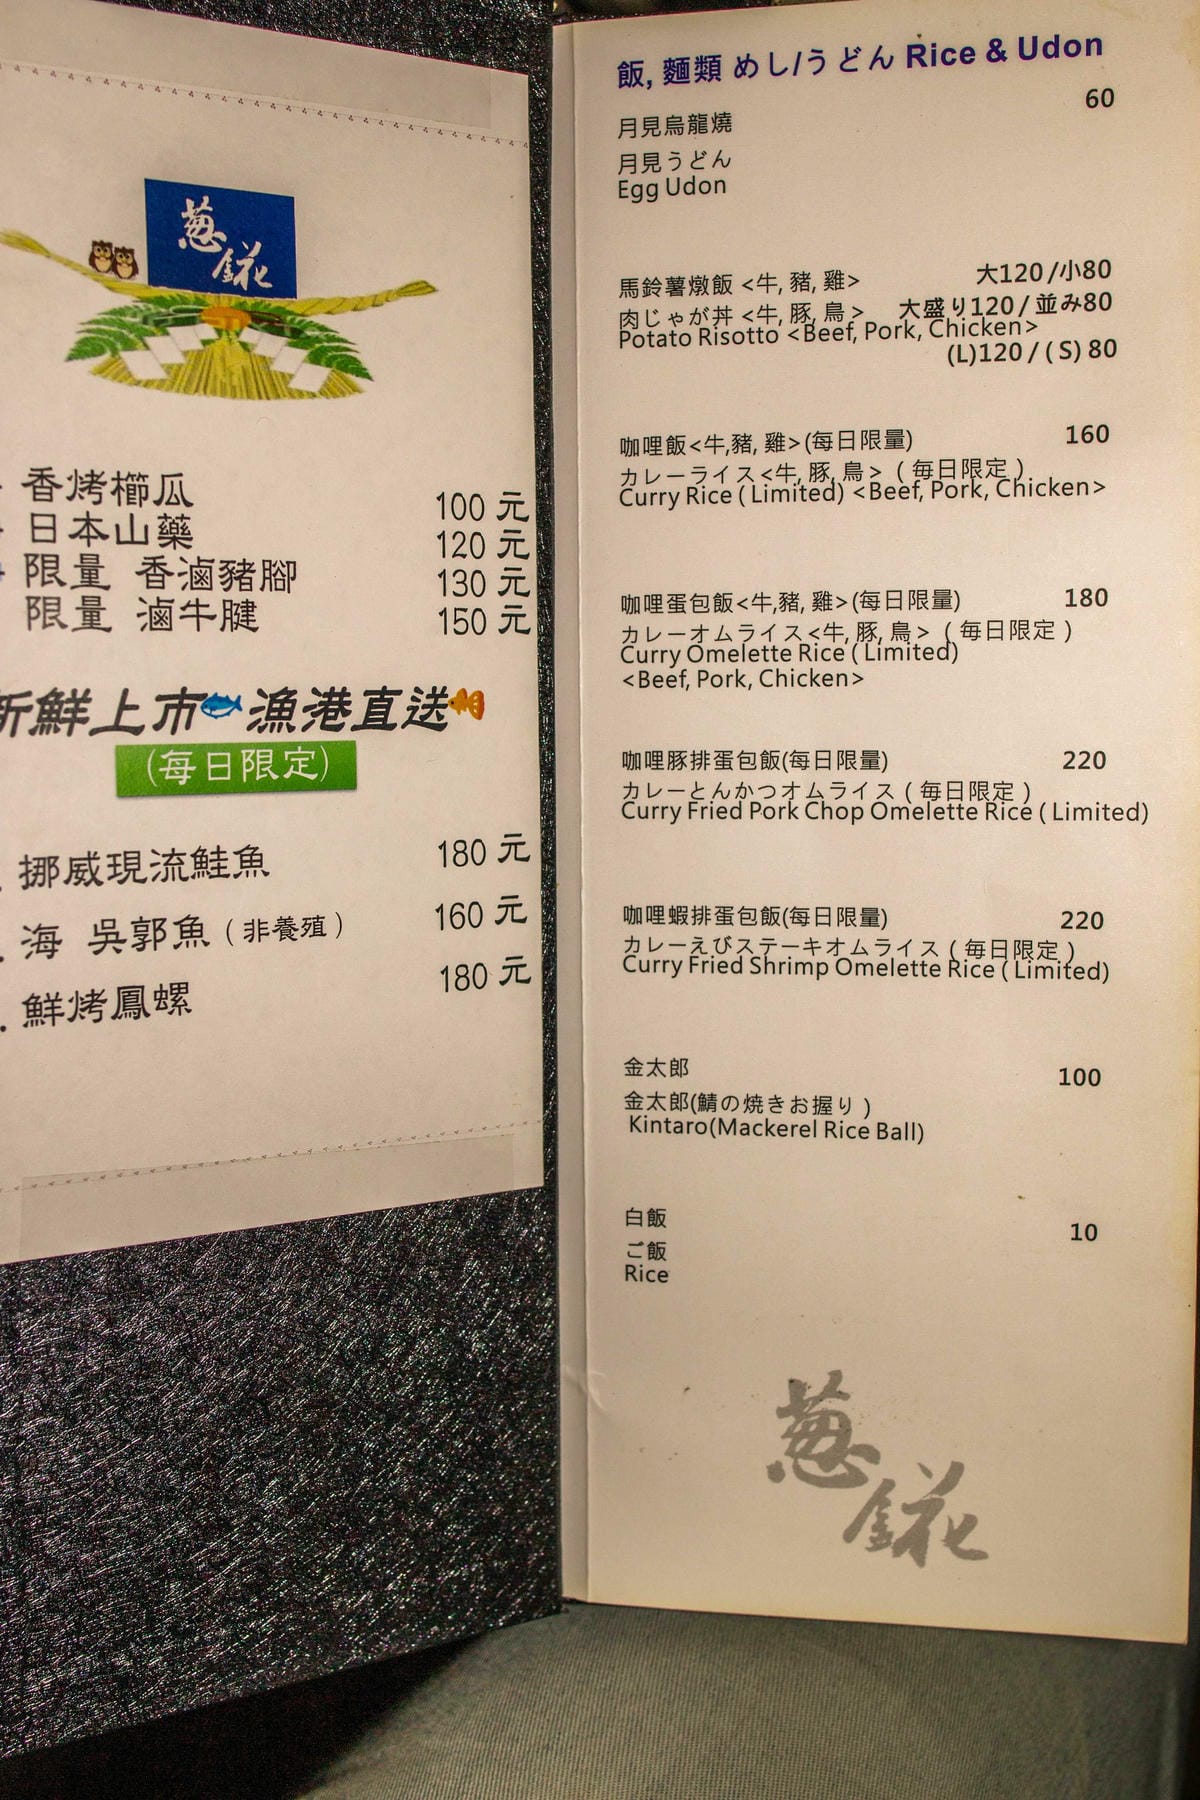 葱
錵
香烤櫛瓜 100 元
日本山藥 120 元
限量 香滷豬腳 130 元
限量 滷牛腱 150 元
新鮮上市 漁港直送
(每日限定)
挪威現流鮭魚 180 元
海 吳郭魚 ( 非養殖 ) 160 元
鮮烤鳳螺 180 元
飯, 麵類 めし/うどん Rice & Udon
月見烏龍燒 60
月見うどん
Egg Udon
馬鈴薯燉飯 <牛, 豬, 雞> 大120 /小80
肉じゃが丼 <牛, 豚, 鳥> 大盛り120 / 並み80
Potato Risotto <Beef, Pork, Chicken>
(L)120 / ( S) 80
咖哩飯<牛,豬, 雞>(每日限量) 160
カレーライス<牛, 豚, 鳥> ( 毎日限定 )
Curry Rice ( Limited) <Beef, Pork, Chicken>
咖哩蛋包飯<牛,豬, 雞>(每日限量) 180
カレーオムライス<牛, 豚, 鳥> ( 毎日限定 )
Curry Omelette Rice ( Limited)
<Beef, Pork, Chicken>
咖哩豚排蛋包飯(每日限量) 220
カレーとんかつオムライス ( 毎日限定 )
Curry Fried Pork Chop Omelette Rice ( Limited)
咖哩蝦排蛋包飯(每日限量) 220
カレーえびステーキオムライス ( 毎日限定 )
Curry Fried Shrimp Omelette Rice ( Limited)
金太郎 100
金太郎(鯖の焼きお握り )
Kintaro(Mackerel Rice Ball)
白飯 10
ご飯
Rice
葱
錵